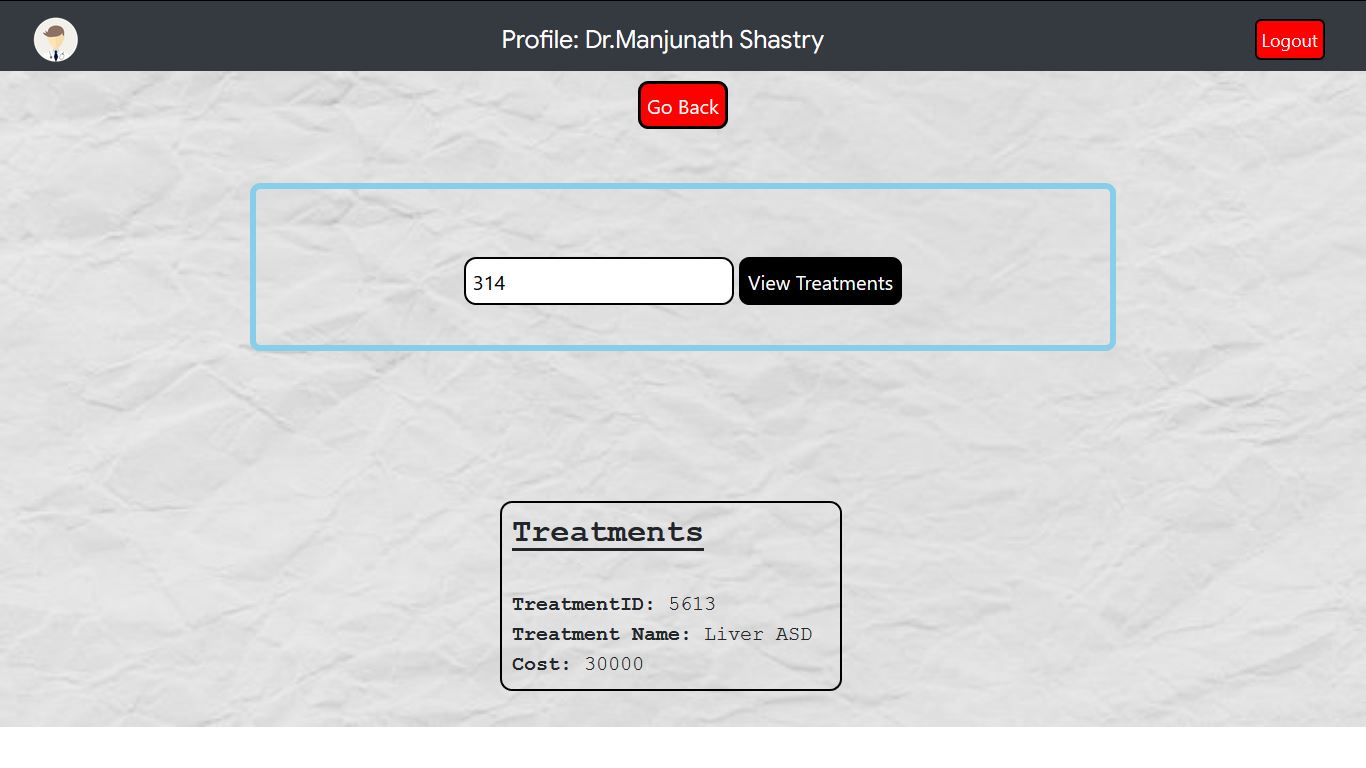 Profile: Dr.Manjunath Shastry
Logout
Go Back
314
View Treatments
Treatments
TreatmentID: 5613
Treatment Name: Liver ASD
Cost: 30000